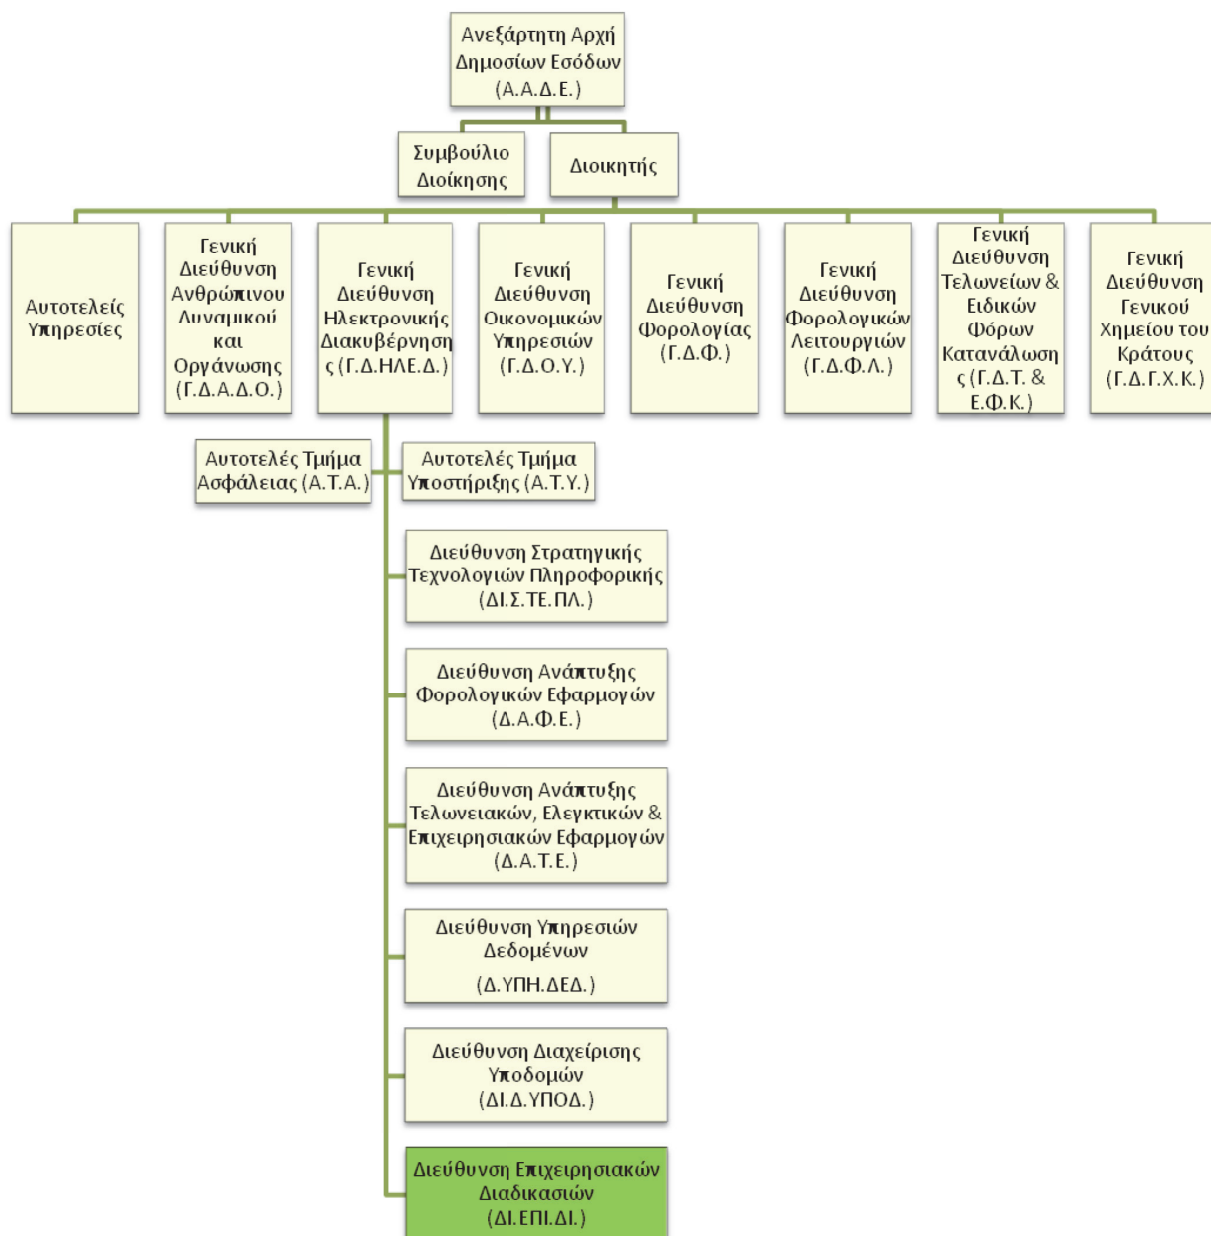 Ανεξάρτητη Αρχή
Δημοσίων Εσόδων
(Α.Α.Δ.Ε.)
Συμβούλιο
Διοίκησης
Διοικητής
Αυτοτελείς
Υπηρεσίες
Γενική
Διεύθυνση
Ανθρώπινου
Δυναμικού
και
Οργάνωσης
(Γ.Δ.Α.Δ.Ο.)
Γενική
Διεύθυνση
Ηλεκτρονικής
Διακυβέρνηση
ς (Γ.Δ.ΗΛΕ.Δ.)
Γενική
Διεύθυνση
Οικονομικών
Υπηρεσιών
(Γ.Δ.Ο.Υ.)
Γενική
Διεύθυνση
Φορολογίας
(Γ.Δ.Φ.)
Γενική
Διεύθυνση
Φορολογικών
Λειτουργιών
(Γ.Δ.Φ.Λ.)
Γενική
Διεύθυνση
Τελωνείων &
Ειδικών
Φόρων
Κατανάλωση
ς (Γ.Δ.Τ. &
Ε.Φ.Κ.)
Γενική
Διεύθυνση
Γενικού
Χημείου του
Κράτους
(Γ.Δ.Γ.Χ.Κ.)
Αυτοτελές Τμήμα
Ασφάλειας (Α.Τ.Α.)
Αυτοτελές Τμήμα
Υποστήριξης (Α.Τ.Υ.)
Διεύθυνση Στρατηγικής
Τεχνολογιών Πληροφορικής
(ΔΙ.Σ.ΤΕ.ΠΛ.)
Διεύθυνση Ανάπτυξης
Φορολογικών Εφαρμογών
(Δ.Α.Φ.Ε.)
Διεύθυνση Ανάπτυξης
Τελωνειακών, Ελεγκτικών &
Επιχειρησιακών Εφαρμογών
(Δ.Α.Τ.Ε.)
Διεύθυνση Υπηρεσιών
Δεδομένων
(Δ.ΥΠΗ.ΔΕΔ.)
Διεύθυνση Διαχείρισης
Υποδομών
(ΔΙ.Δ.ΥΠΟΔ.)
Διεύθυνση Επιχειρησιακών
Διαδικασιών
(ΔΙ.ΕΠΙ.ΔΙ.)